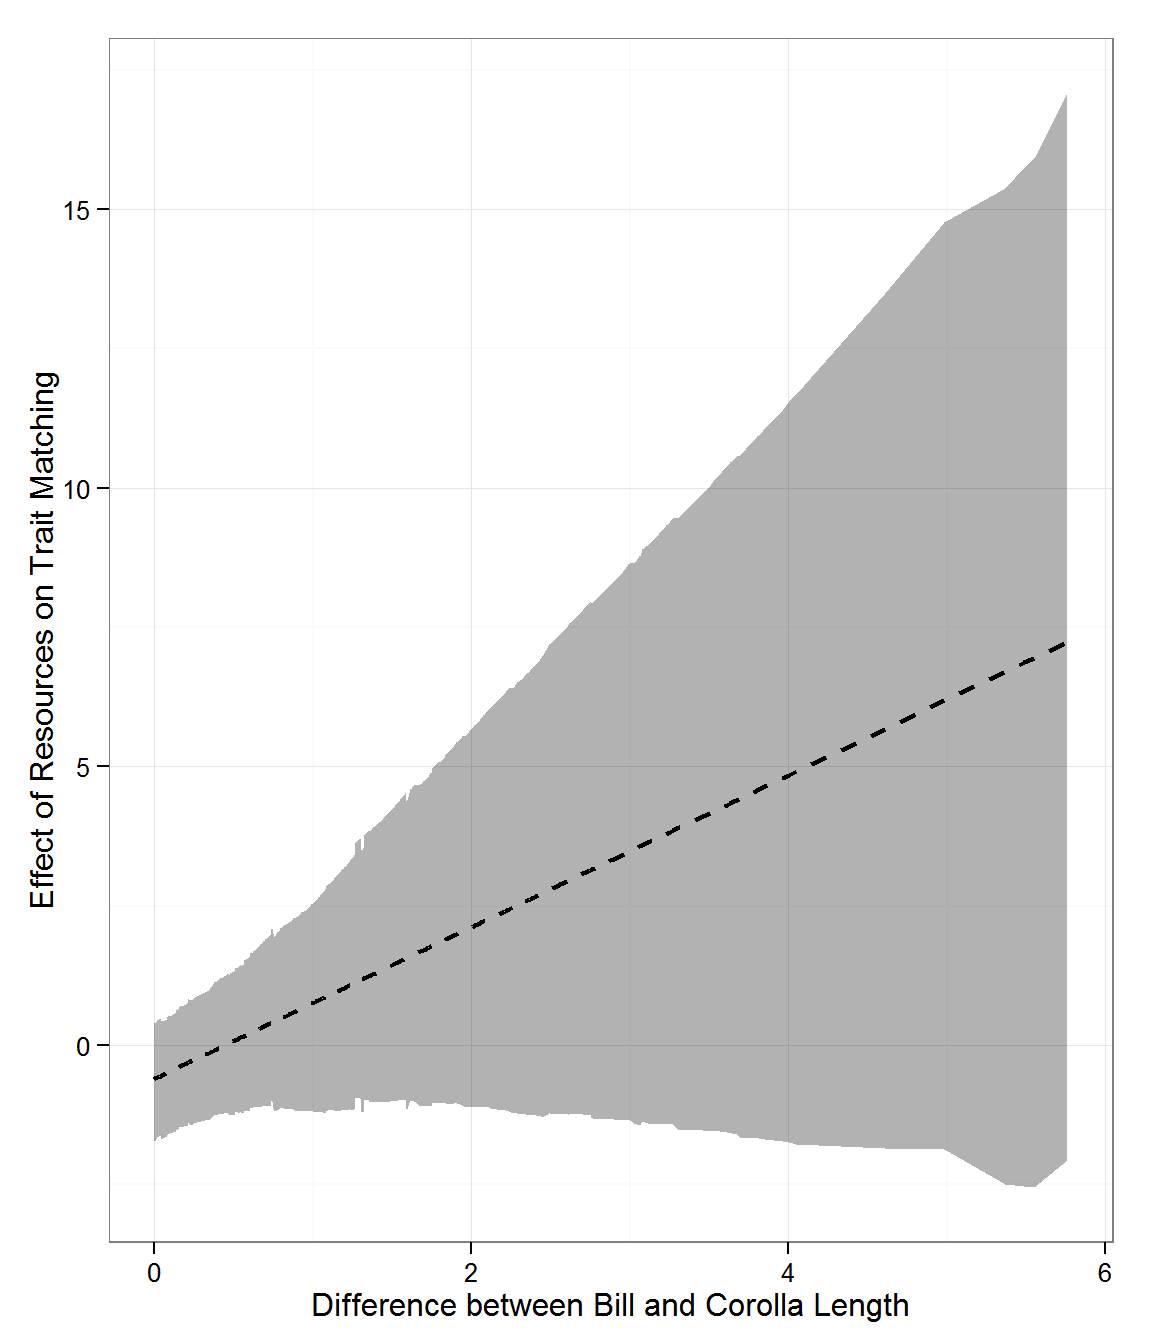 Effect of Resources on Trait Matching
15
10
5
0
0 2 4 6
Difference between Bill and Corolla Length